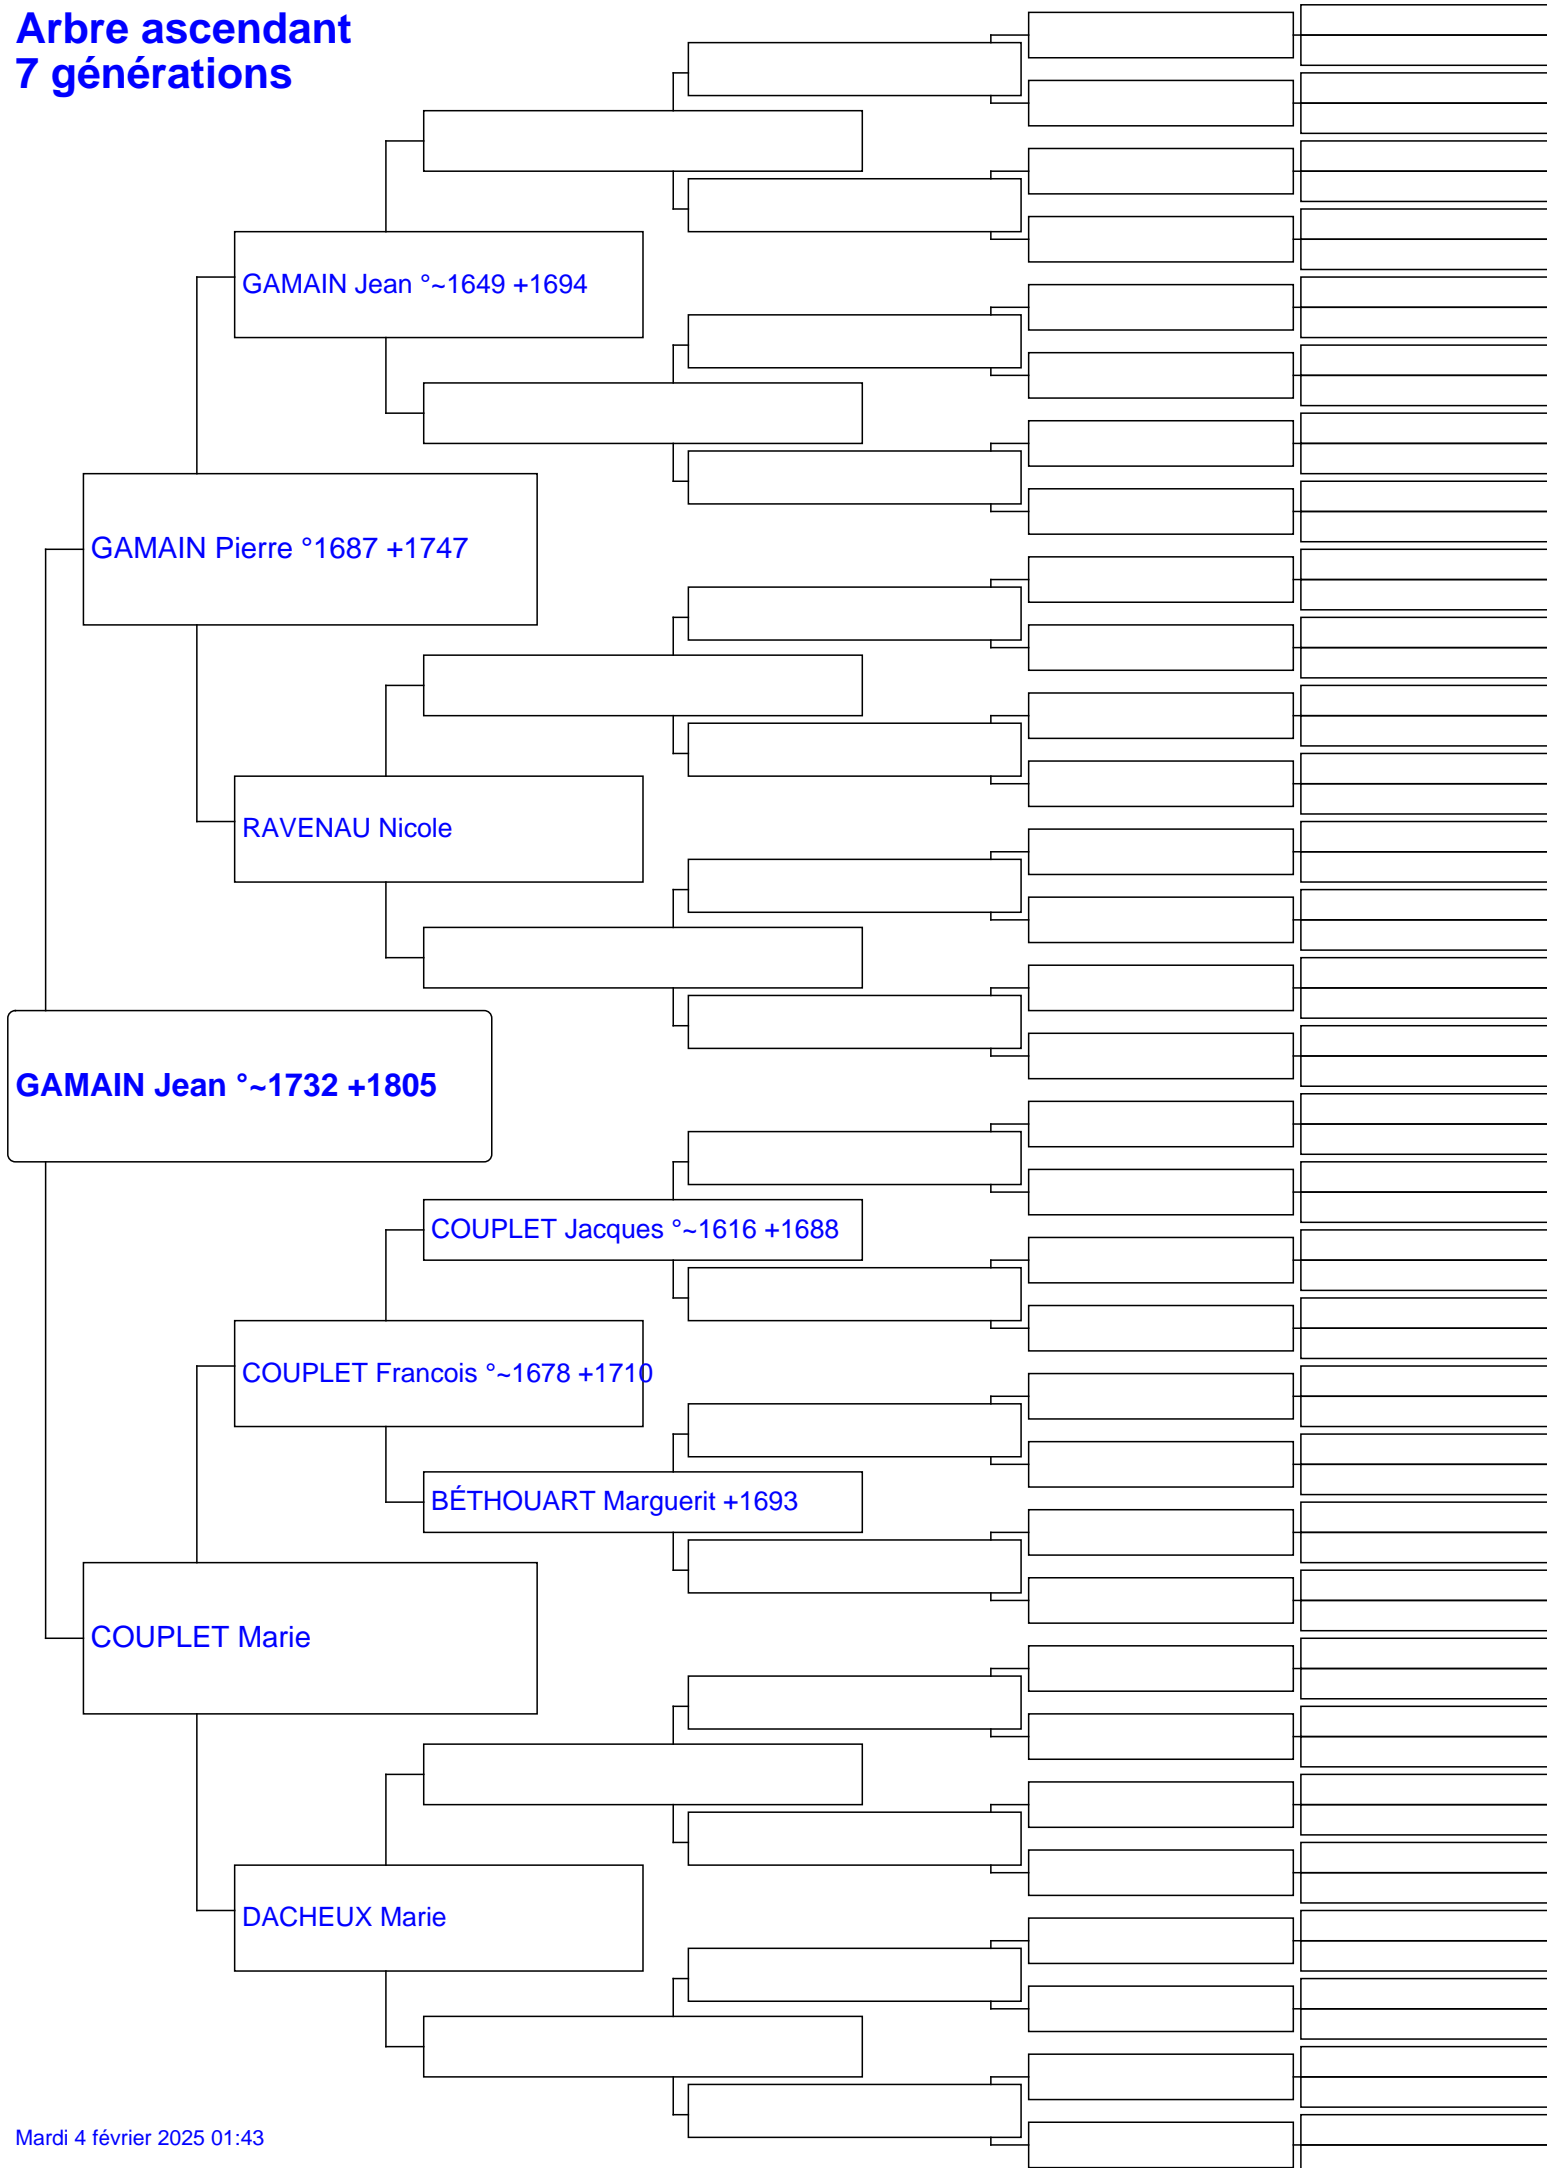 Arbre ascendant
7 générations
GAMAIN Jean °~1649 +1694
GAMAIN Pierre °1687 +1747
RAVENAU Nicole
GAMAIN Jean °~1732 +1805
COUPLET Jacques °~1616 +1688
COUPLET Francois °~1678 +1710
BÉTHOUART Marguerit +1693
COUPLET Marie
DACHEUX Marie
Mardi 4 février 2025 01:43